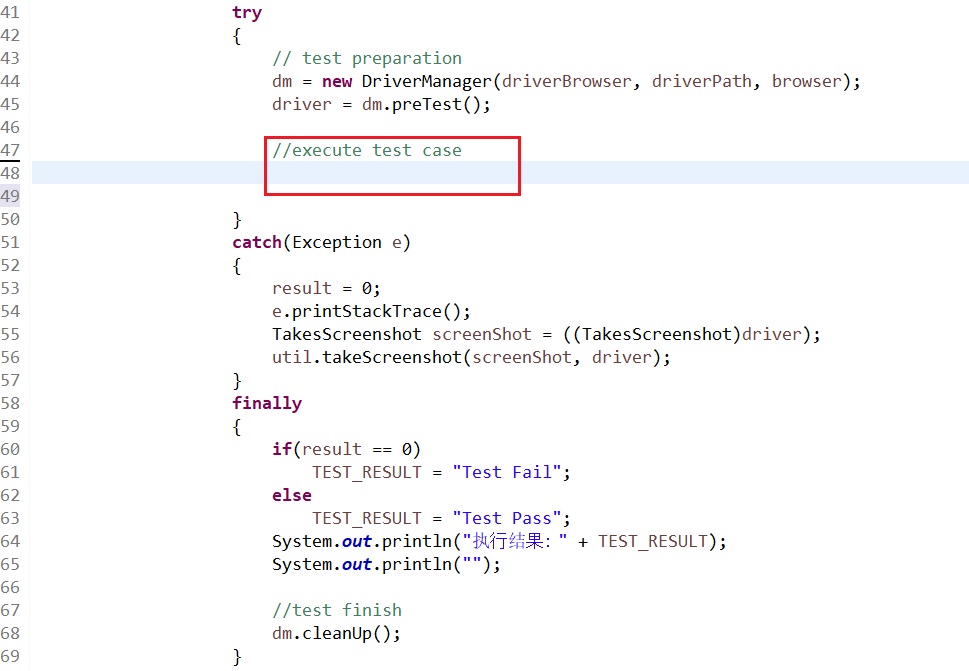 41 try
42 {
43 // test preparation
44 dm = new DriverManager(driverBrowser, driverPath, browser);
45 driver = dm.preTest();
46
47 //execute test case
48
49
50 }
51 catch(Exception e)
52 {
53 result = 0;
54 e.printStackTrace();
55 TakesScreenshot screenShot = ((TakesScreenshot)driver);
56 util.takeScreenshot(screenShot, driver);
57 }
58 finally
59 {
60 if(result == 0)
61 TEST_RESULT = "Test Fail";
62 else
63 TEST_RESULT = "Test Pass";
64 System.out.println("执行结果：" + TEST_RESULT);
65 System.out.println("");
66
67 //test finish
68 dm.cleanUp();
69 }